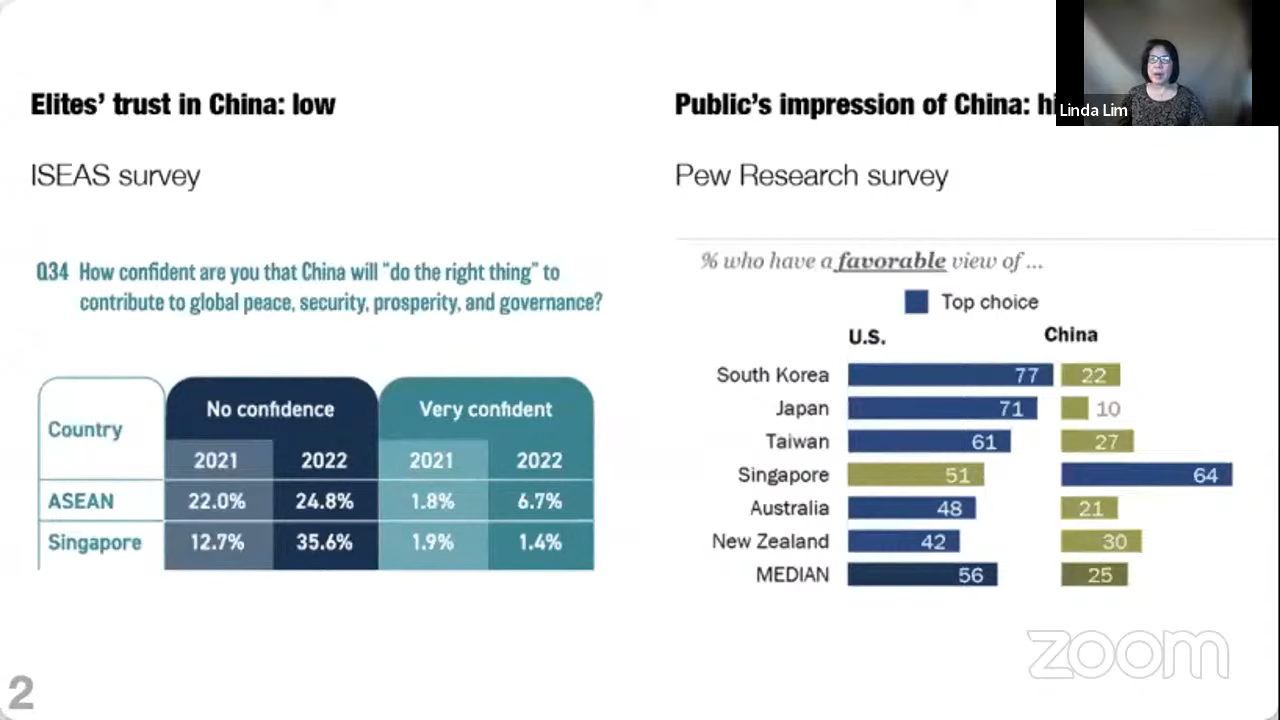 Elites’ trust in China: low
ISEAS survey
Q34 How confident are you that China will “do the right thing” to
contribute to global peace, security, prosperity, and governance?
Country No confidence Very confident
2021 2022 2021 2022
ASEAN 22.0% 24.8% 1.8% 6.7%
Singapore 12.7% 35.6% 1.9% 1.4%
2
Public’s impression of China:
Linda Lim
Pew Research survey
% who have a favorable view of ...
Top choice
U.S. China
South Korea 77 22
Japan 71 10
Taiwan 61 27
Singapore 51 64
Australia 48 21
New Zealand 42 30
MEDIAN 56 25
zoom